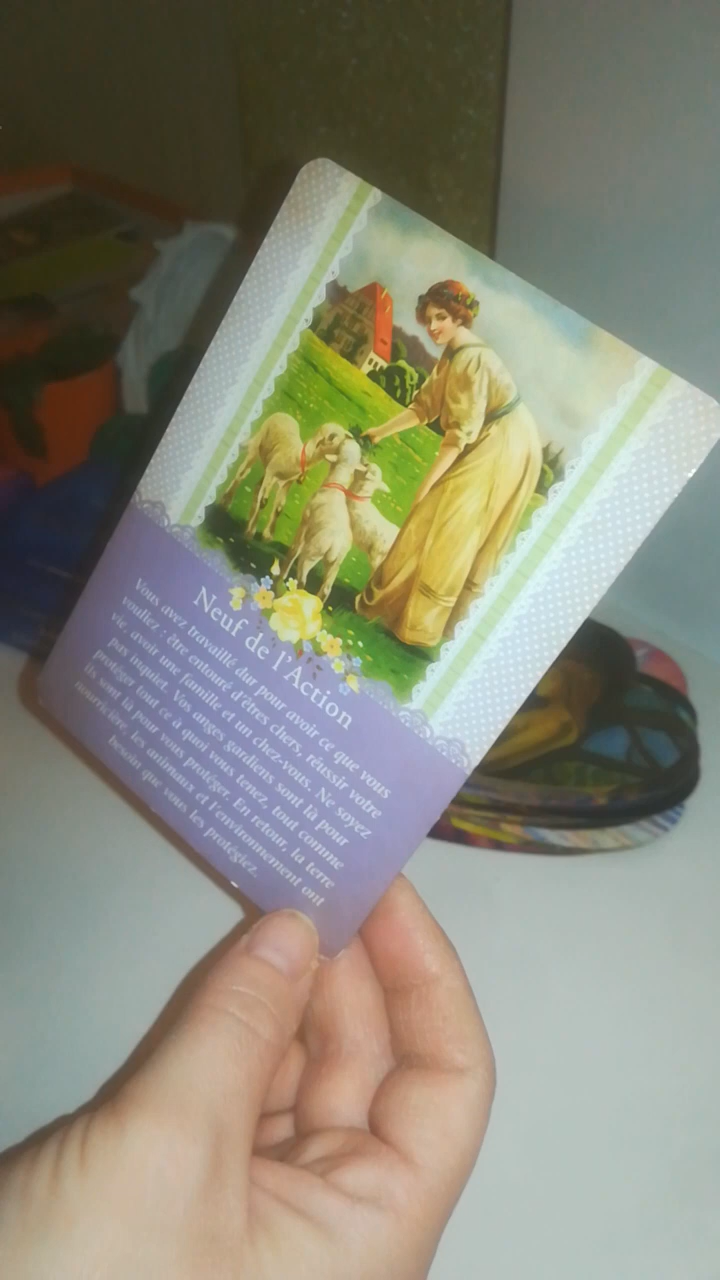 Neuf de l'Action
Vous avez travaillé dur pour avoir ce que vous
vouliez : être entouré d'êtres chers, réussir votre
vie, avoir une famille et un chez-vous. Ne soyez
pas inquiet. Vos anges gardiens sont là pour
protéger tout ce à quoi vous tenez, tout comme
ils sont là pour vous protéger. En retour, la terre
nourricière, les animaux et l'environnement ont
besoin que vous les protégiez.